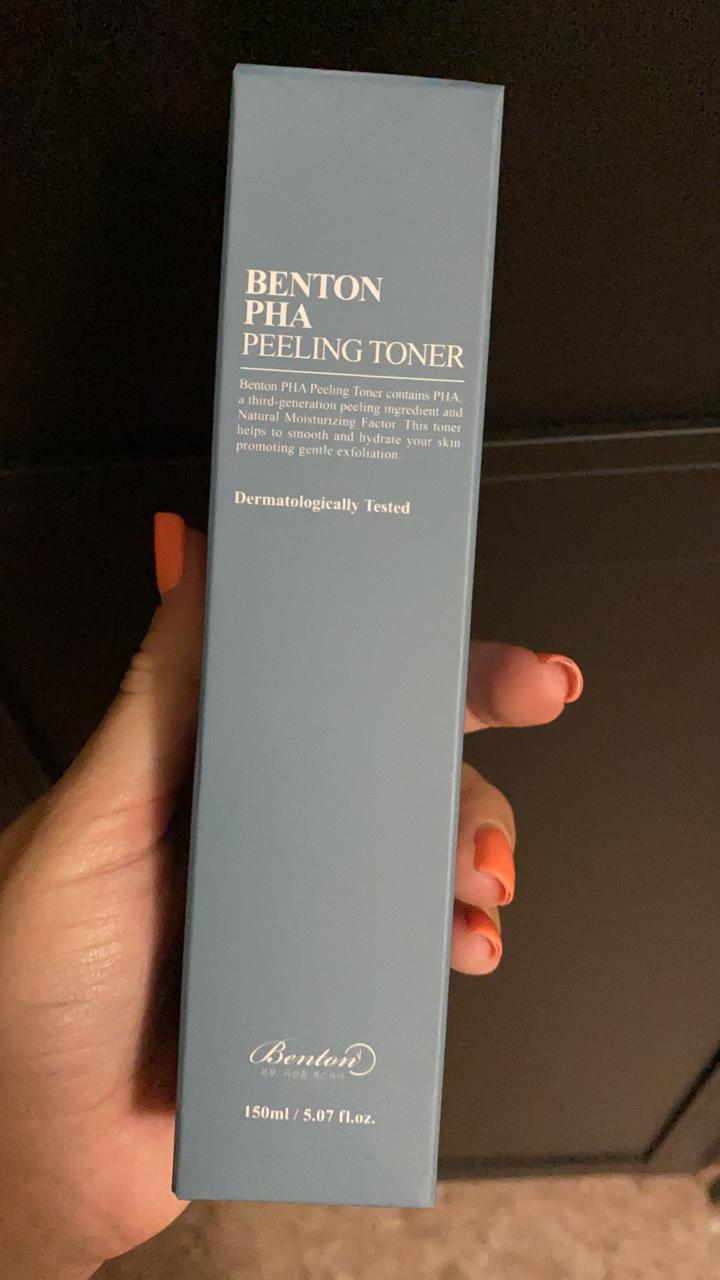 BENTON
PHA
PEELING TONER
Benton PHA Peeling Toner contains PHA,
a third-generation peeling ingredient and
Natural Moisturizing Factor. This toner
helps to smooth and hydrate your skin
promoting gentle exfoliation.
Dermatologically Tested
Benton
150ml / 5.07 fl.oz.